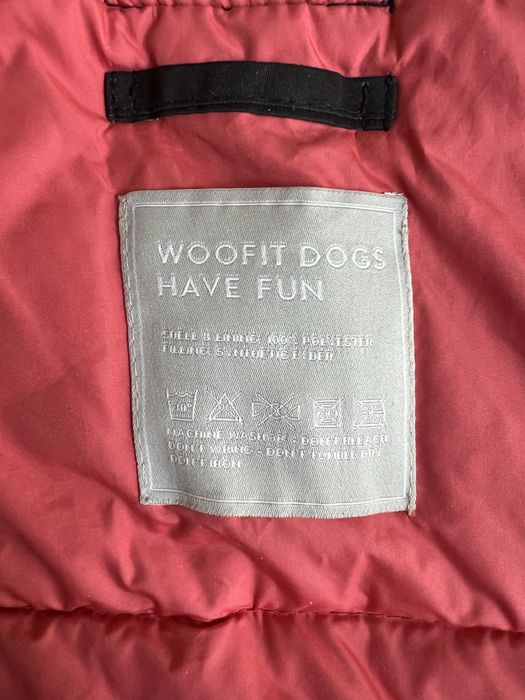 WOOFIT DOGS
HAVE FUN
SHELL & LINING: 100% POLYESTER
FILLING: SYNTHETIC FYBER
30°
MACHINE WASH 30° - DON'T BLEACH
DON'T WRING - DON'T TUMBLE DRY
DON'T IRON